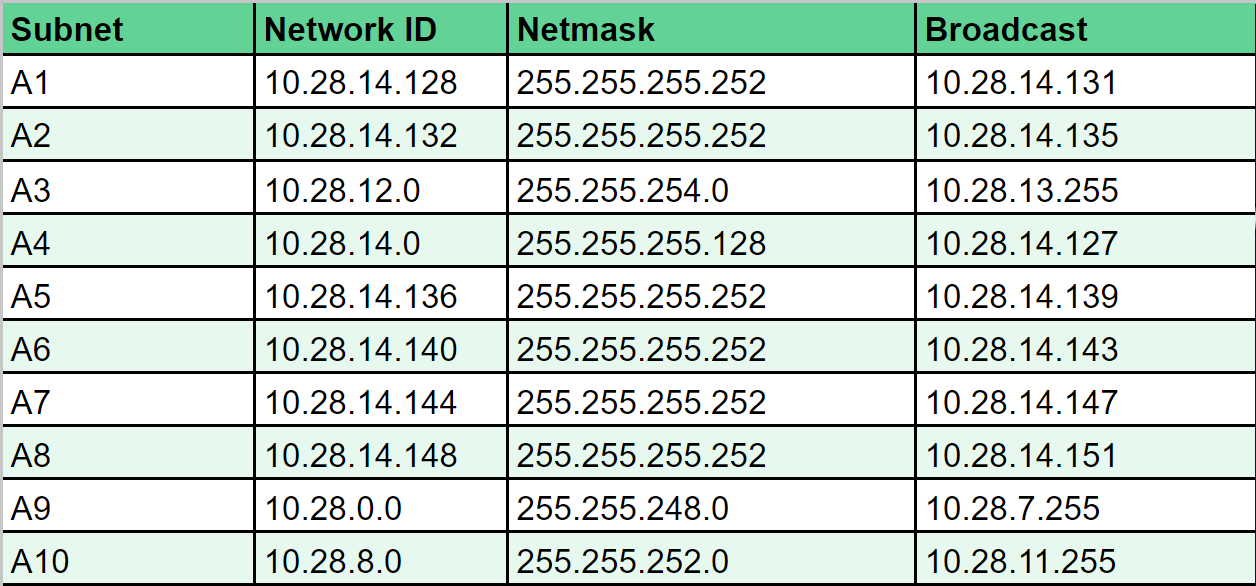 Subnet Network ID Netmask Broadcast
A1 10.28.14.128 255.255.255.252 10.28.14.131
A2 10.28.14.132 255.255.255.252 10.28.14.135
A3 10.28.12.0 255.255.254.0 10.28.13.255
A4 10.28.14.0 255.255.255.128 10.28.14.127
A5 10.28.14.136 255.255.255.252 10.28.14.139
A6 10.28.14.140 255.255.255.252 10.28.14.143
A7 10.28.14.144 255.255.255.252 10.28.14.147
A8 10.28.14.148 255.255.255.252 10.28.14.151
A9 10.28.0.0 255.255.248.0 10.28.7.255
A10 10.28.8.0 255.255.252.0 10.28.11.255